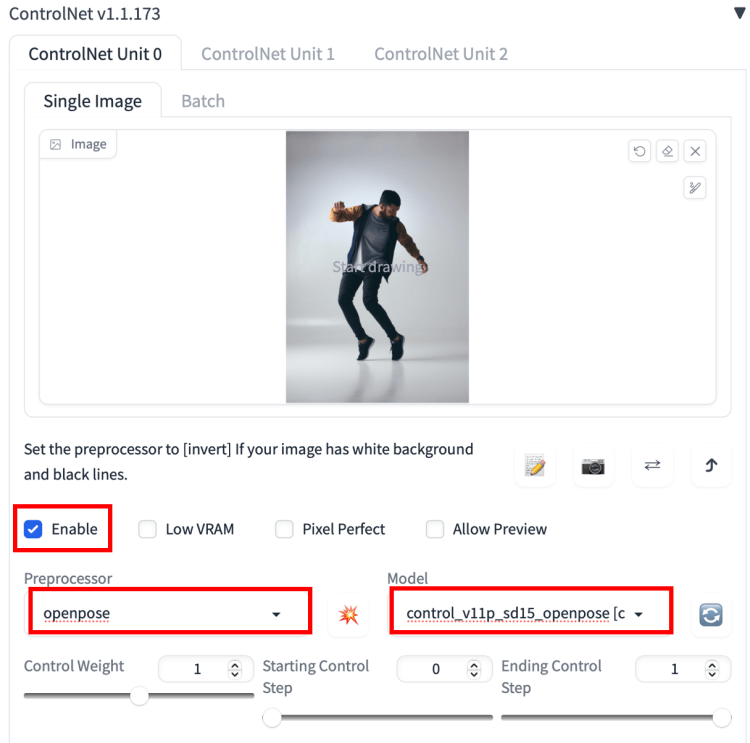 ControlNet v1.1.173
ControlNet Unit 0
ControlNet Unit 1
ControlNet Unit 2
Single Image
Batch
Image
Start drawing
Set the preprocessor to [invert] If your image has white background
and black lines.
Enable
Low VRAM
Pixel Perfect
Allow Preview
Preprocessor
Model
openpose
control_v11p_sd15_openpose [c
Control Weight
1
Starting Control
Step
0
Ending Control
Step
1